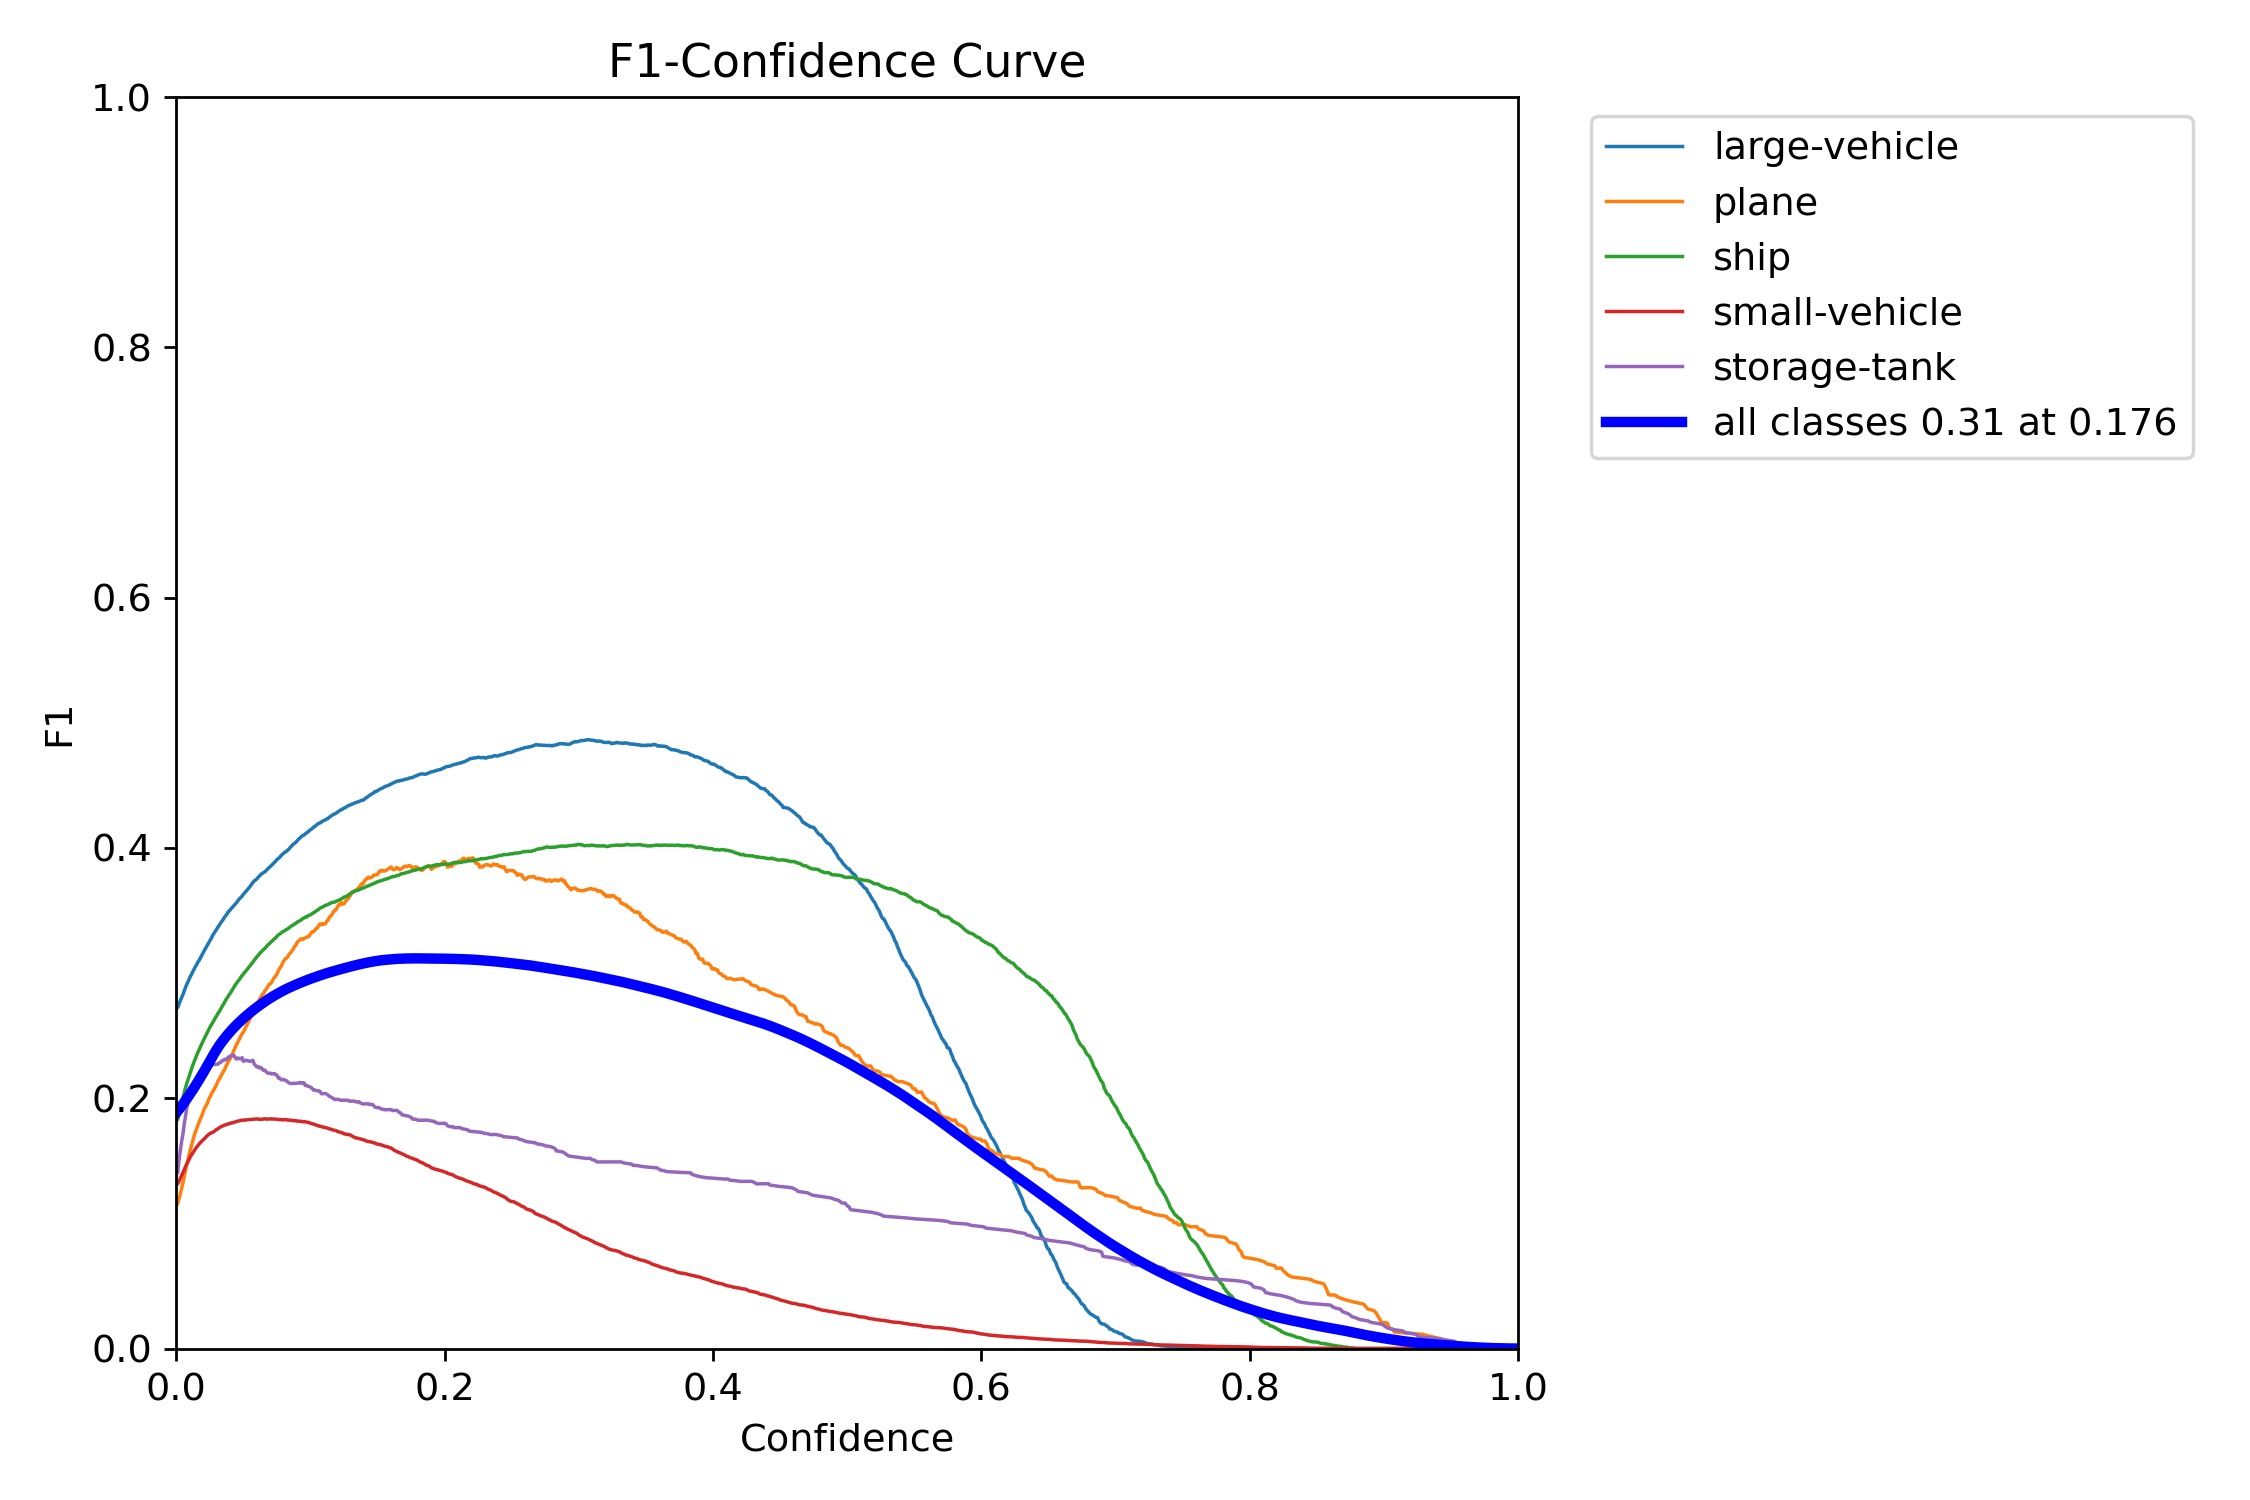 F1-Confidence Curve
1.0
0.8
0.6
0.4
0.2
0.0
F1
0.0 0.2 0.4 0.6 0.8 1.0
Confidence
large-vehicle
plane
ship
small-vehicle
storage-tank
all classes 0.31 at 0.176